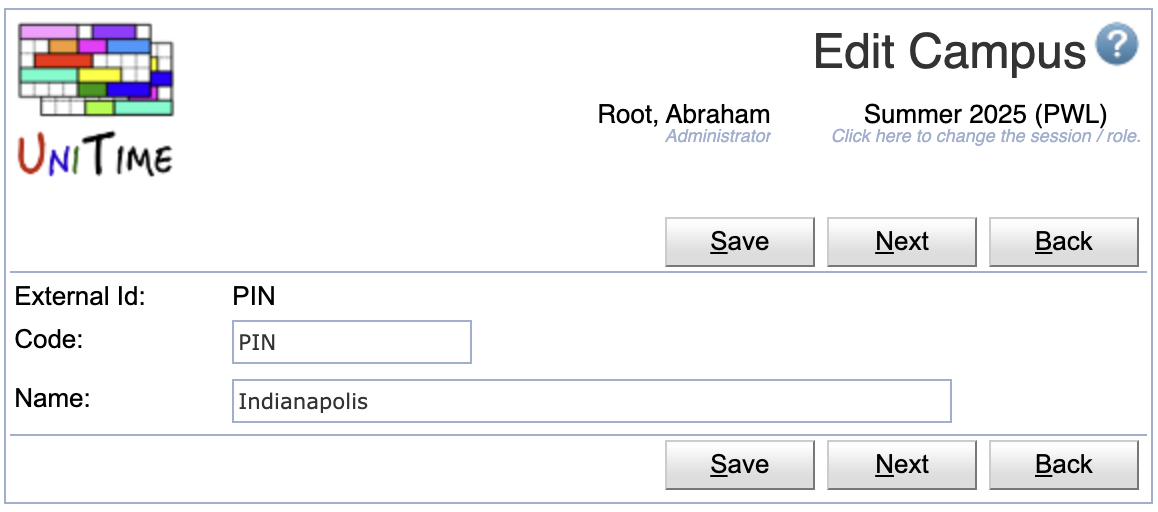 Edit Campus ?
Root, Abraham Summer 2025 (PWL)
Administrator Click here to change the session / role.
UNITIME
Save Next Back
External Id: PIN
Code: PIN
Name: Indianapolis
Save Next Back